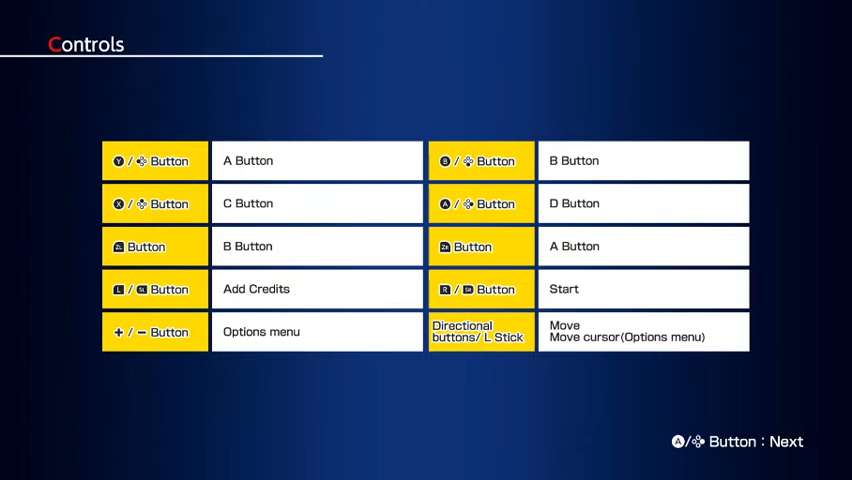 Controls
Y / Button A Button B / Button B Button
X / Button C Button A / Button D Button
ZL Button B Button ZR Button A Button
L / SL Button Add Credits R / SR Button Start
+ / − Button Options menu Directional buttons/ L Stick Move
Move cursor(Options menu)
A/ Button : Next